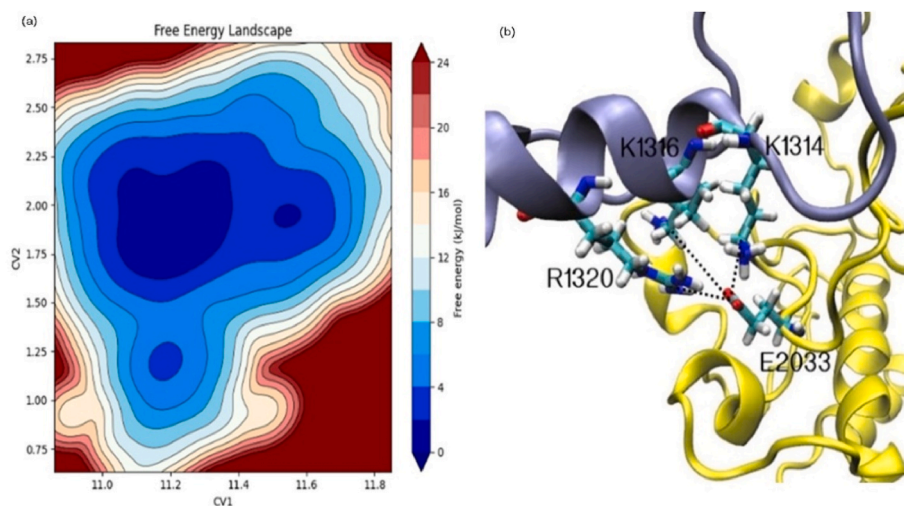 (a)
Free Energy Landscape
CV2
2.75
2.50
2.25
2.00
1.75
1.50
1.25
1.00
0.75
11.0 11.2 11.4 11.6 11.8
CV1
24
20
16
12
8
4
0
Free energy (kJ/mol)
(b)
K1316 K1314
R1320
E2033